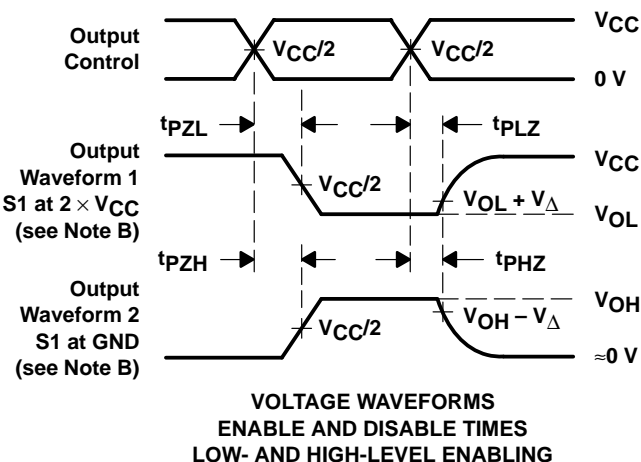 Output
Control
VCC/2
VCC/2
VCC
0 V
tPZL
tPLZ
Output
Waveform 1
S1 at 2 × VCC
(see Note B)
VCC/2
VCC
VOL + VΔ
VOL
tPZH
tPHZ
Output
Waveform 2
S1 at GND
(see Note B)
VCC/2
VOH
VOH – VΔ
≈0 V
VOLTAGE WAVEFORMS
ENABLE AND DISABLE TIMES
LOW- AND HIGH-LEVEL ENABLING